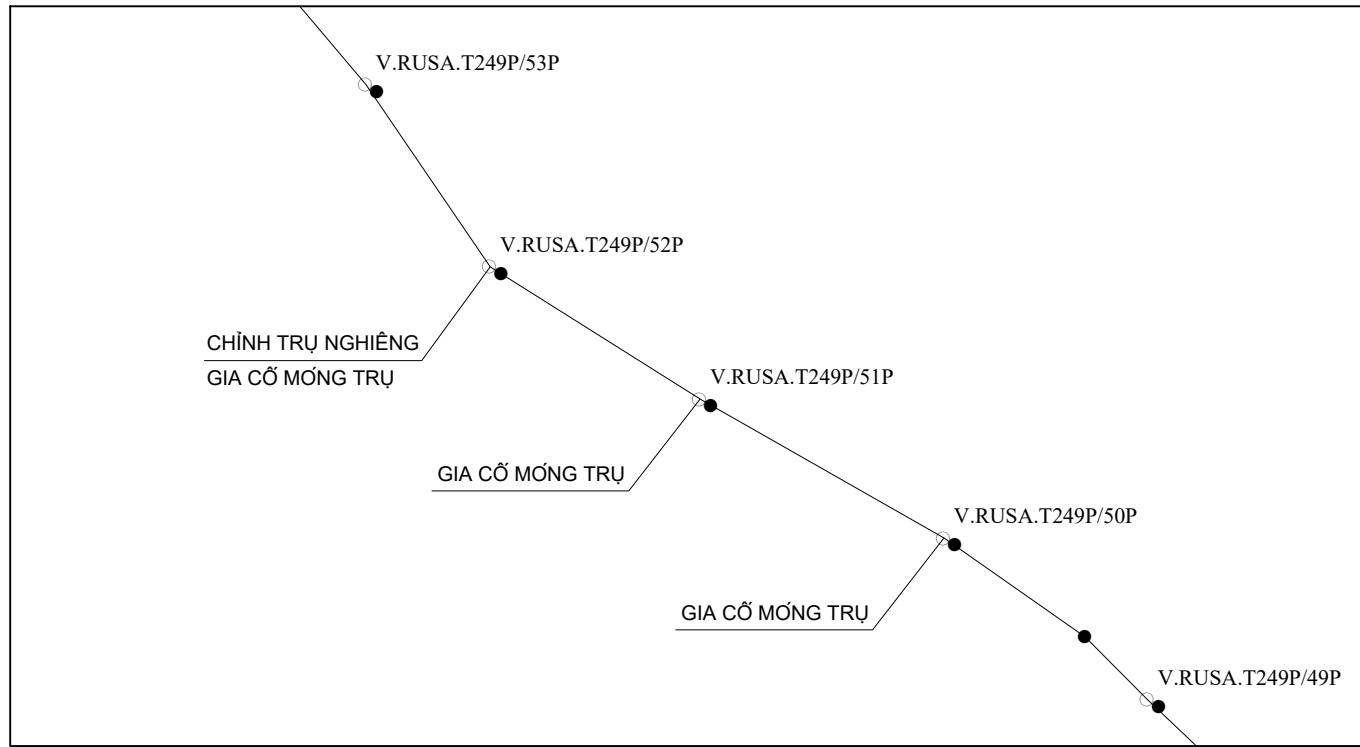 V.RUSA.T249P/53P
V.RUSA.T249P/52P
CHỈNH TRỤ NGHIÊNG
GIA CỐ MÓNG TRỤ
V.RUSA.T249P/51P
GIA CỐ MÓNG TRỤ
V.RUSA.T249P/50P
GIA CỐ MÓNG TRỤ
V.RUSA.T249P/49P